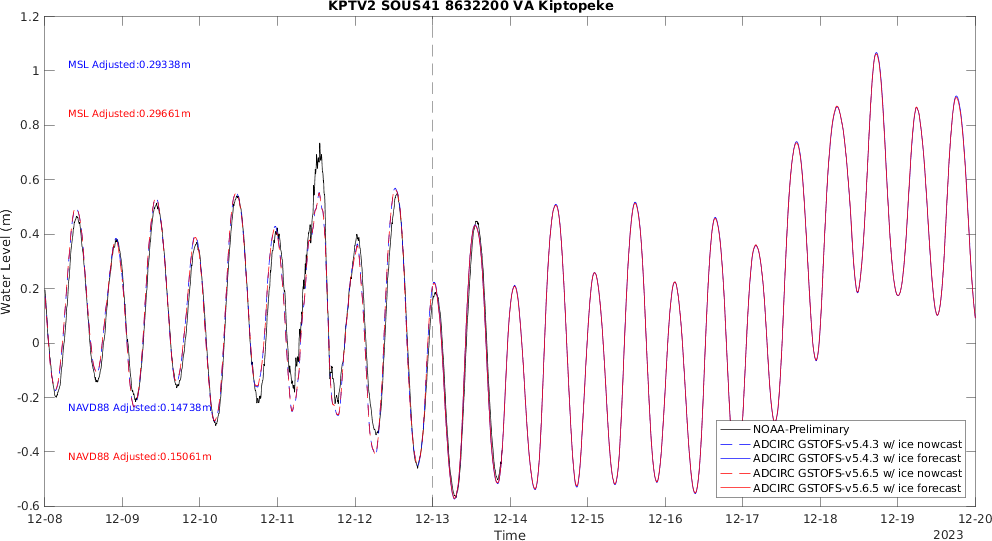 KPTV2 SOUS41 8632200 VA Kiptopeke
1.2
1
0.8
0.6
0.4
0.2
0
-0.2
-0.4
-0.6
Water Level (m)
MSL Adjusted:0.29338m
MSL Adjusted:0.29661m
NAVD88 Adjusted:0.14738m
NAVD88 Adjusted:0.15061m
NOAA-Preliminary
ADCIRC GSTOFS-v5.4.3 w/ ice nowcast
ADCIRC GSTOFS-v5.4.3 w/ ice forecast
ADCIRC GSTOFS-v5.6.5 w/ ice nowcast
ADCIRC GSTOFS-v5.6.5 w/ ice forecast
12-08 12-09 12-10 12-11 12-12 12-13 12-14 12-15 12-16 12-17 12-18 12-19 12-20
Time
2023